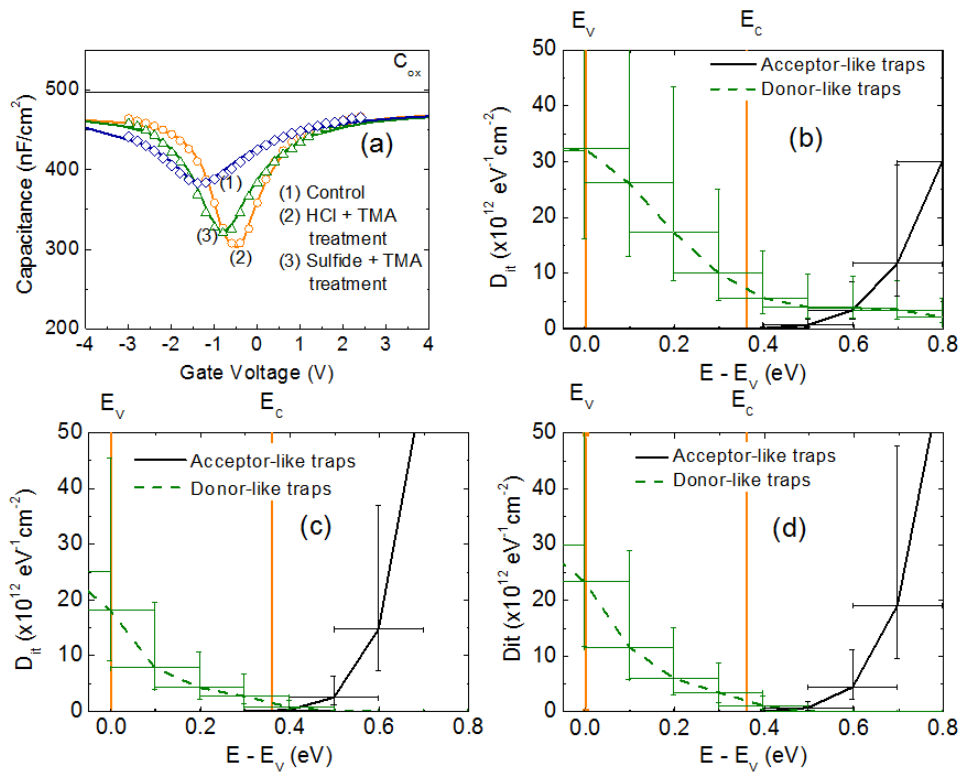 C_ox
500
400
300
200
Capacitance (nF/cm²)
(a)
(1)
(2)
(3)
(1) Control
(2) HCl + TMA
treatment
(3) Sulfide + TMA
treatment
-4 -3 -2 -1 0 1 2 3 4
Gate Voltage (V)
E_V
E_C
50
40
30
20
10
0
D_it (x10¹² eV⁻¹cm⁻²)
Acceptor-like traps
Donor-like traps
(b)
0.0 0.2 0.4 0.6 0.8
E - E_V (eV)
E_V
E_C
50
40
30
20
10
0
D_it (x10¹² eV⁻¹cm⁻²)
Acceptor-like traps
Donor-like traps
(c)
0.0 0.2 0.4 0.6 0.8
E - E_V (eV)
E_V
E_C
50
40
30
20
10
0
Dit (x10¹² eV⁻¹cm⁻²)
Acceptor-like traps
Donor-like traps
(d)
0.0 0.2 0.4 0.6 0.8
E - E_V (eV)